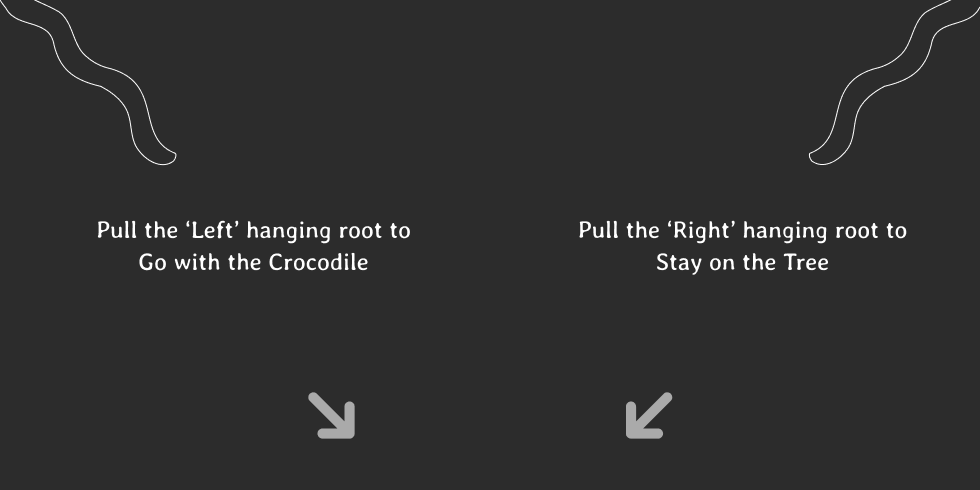 Pull the ‘Left’ hanging root to
Go with the Crocodile
Pull the ‘Right’ hanging root to
Stay on the Tree